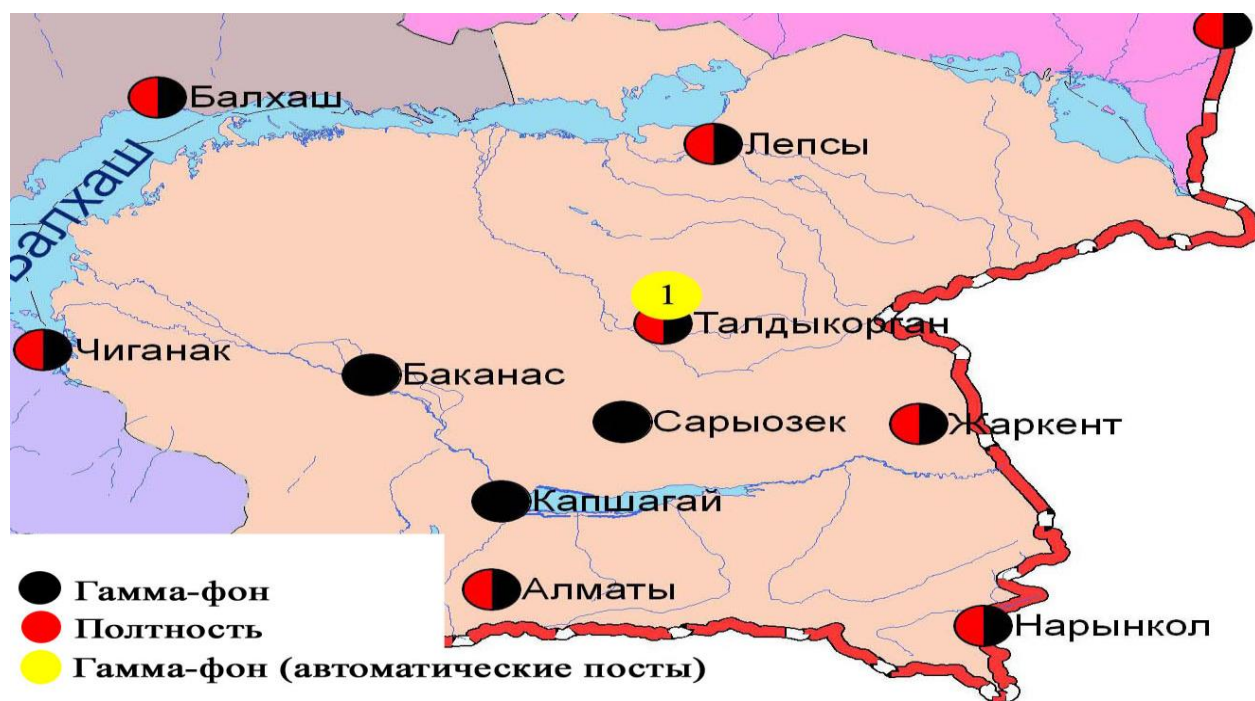 Балхаш
Лепсы
Балхаш
1
Талдыкорган
Чиганак
Баканас
Сарыозек
Жаркент
Капшагай
Алматы
Нарынкол
Гамма-фон
Полтность
Гамма-фон (автоматические посты)